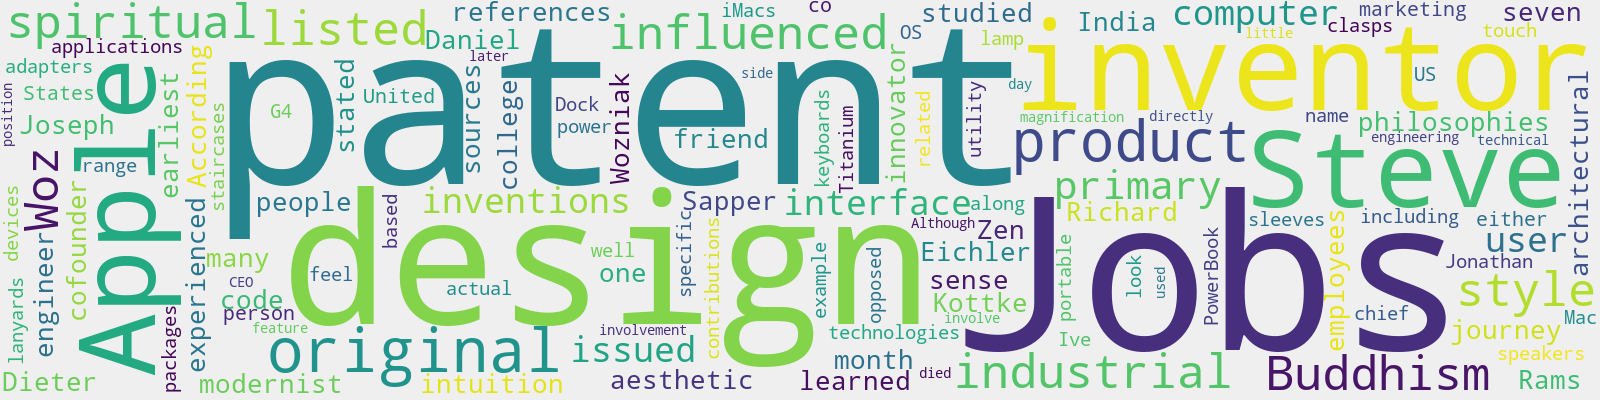 spiritual
listed
references
iMacs
co
studied
India
computer
marketing
seven
applications
Daniel
influenced
OS
lamp
clasps
little
touch
adapters
Apple
According
patent
later
side
innovator
inventor
US
position
States
G4
stated
United
sources
college
Dock
power
Wozniak
friend
keyboards
Titanium
related
utility
day
magnification
directly
name
philosophies
architectural
Joseph
earliest
staircases
product
engineering
technical
range
Woz
cofounder
Steve
primary
devices
engineer
experienced
people
based
inventions
Sapper
interface
along
Richard
sleeves
including
either
Although
Zen
user
many
design
well
specific
contributions
example
opposed
Eichler
Jobs
portable
look
used
PowerBook
employees
Jonathan
feel
CEO
actual
one
sense
style
lanyards
code
person
Kottke
chief
Mac
packages
feature
involvement
technologies
involve
journey
original
issued
month
Ive
speakers
Dieter
modernist
intuition
aesthetic
learned
died
industrial
Buddhism
Rams